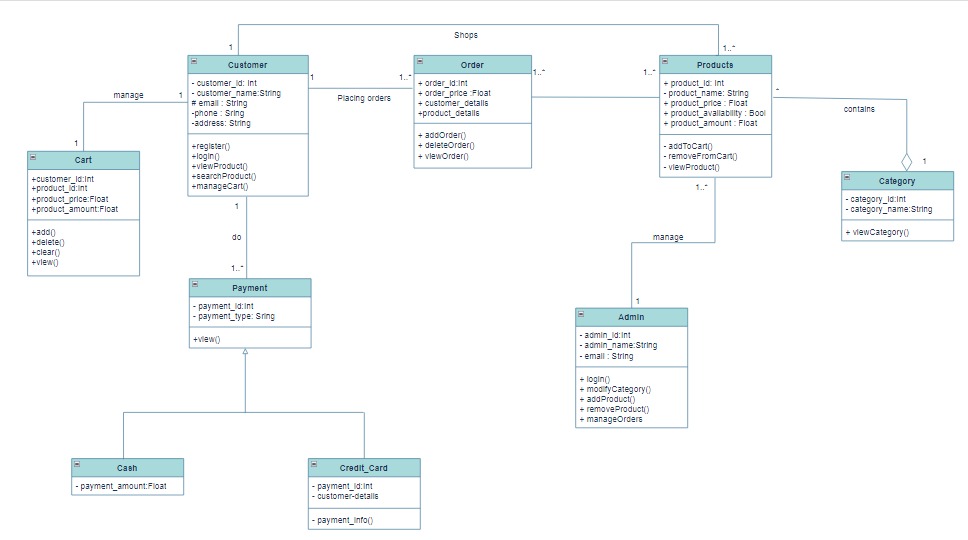 Shops
1
1..*
Customer
- customer_id: Int
- customer_name:String
# email : String
-phone : Sring
-address: String
+register()
+login()
+viewProduct()
+searchProduct()
+manageCart()
1
1..*
Placing orders
Order
+ order_id:Int
+ order_price :Float
+ customer_details
+product_details
+ addOrder()
+ deleteOrder()
+ viewOrder()
1..*
1..*
Products
+ product_id: Int
- product_name: String
+ product_price : Float
+ product_availability : Bool
+ product_amount : Float
- addToCart()
- removeFromCart()
- viewProduct()
*
contains
1
Category
- category_id:Int
- category_name:String
+ viewCategory()
manage
1
1
Cart
+customer_id:Int
+product_id:Int
+product_price:Float
+product_amount:Float
+add()
+delete()
+clear()
+view()
1
do
1..*
Payment
- payment_id:Int
- payment_type: Sring
+view()
1..*
manage
1
Admin
- admin_id:Int
- admin_name:String
- email : String
+ login()
+ modifyCategory()
+ addProduct()
+ removeProduct()
+ manageOrders
Cash
- payment_amount:Float
Credit_Card
- payment_id:Int
- customer-details
- payment_info()